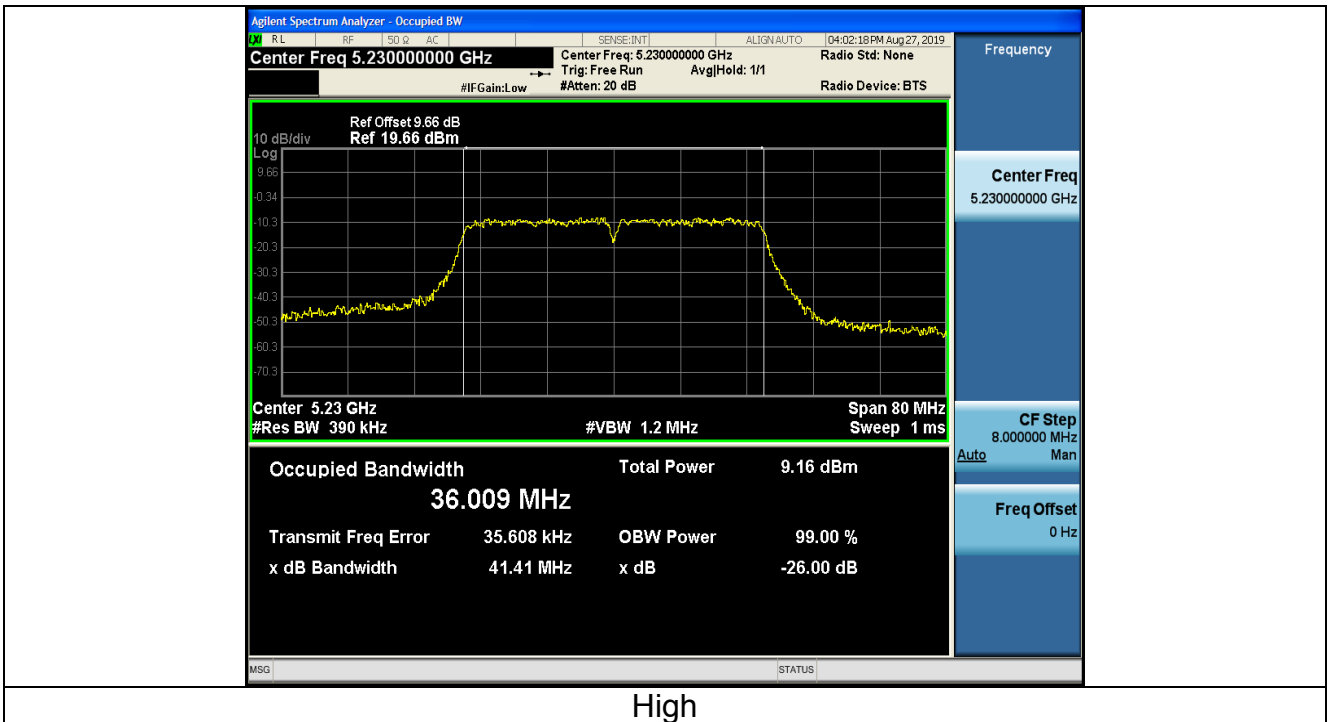 Agilent Spectrum Analyzer - Occupied BW
LXI RL RF 50 Ω AC SENSE:INT ALIGN AUTO 04:02:18 PM Aug 27, 2019
Center Freq 5.230000000 GHz
Center Freq: 5.230000000 GHz Radio Std: None
Trig: Free Run Avg|Hold: 1/1
#IFGain:Low #Atten: 20 dB Radio Device: BTS
Frequency
Ref Offset 9.66 dB
10 dB/div Ref 19.66 dBm
Log
9.66
-0.34
-10.3
-20.3
-30.3
-40.3
-50.3
-60.3
-70.3
Center 5.23 GHz Span 80 MHz
#Res BW 390 kHz #VBW 1.2 MHz Sweep 1 ms
Occupied Bandwidth Total Power 9.16 dBm
36.009 MHz
Transmit Freq Error 35.608 kHz OBW Power 99.00 %
x dB Bandwidth 41.41 MHz x dB -26.00 dB
Center Freq
5.230000000 GHz
CF Step
8.000000 MHz
Auto Man
Freq Offset
0 Hz
MSG STATUS
High